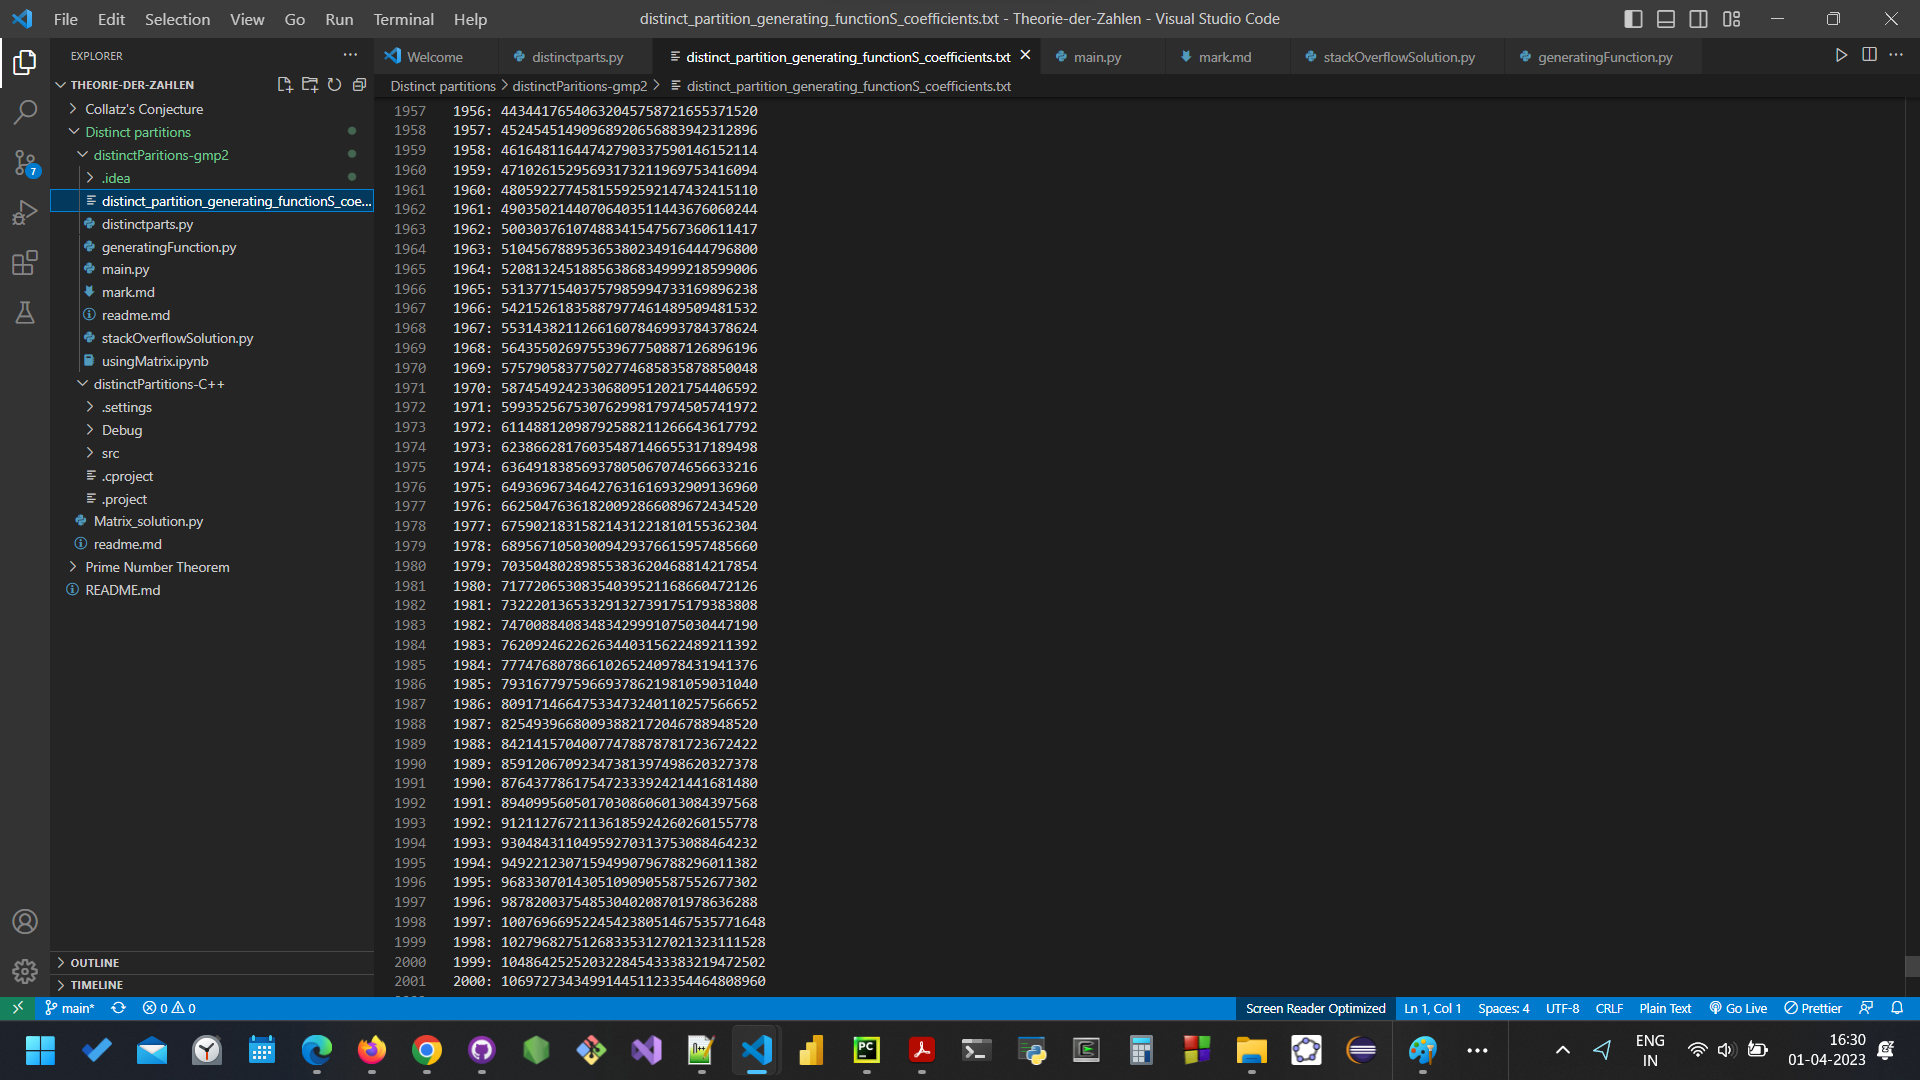 File Edit Selection View Go Run Terminal Help
distinct_partition_generating_functionS_coefficients.txt - Theorie-der-Zahlen - Visual Studio Code
EXPLORER
THEORIE-DER-ZAHLEN
Collatz's Conjecture
Distinct partitions
distinctParitions-gmp2
.idea
distinct_partition_generating_functionS_coe...
distinctparts.py
generatingFunction.py
main.py
mark.md
readme.md
stackOverflowSolution.py
usingMatrix.ipynb
distinctPartitions-C++
.settings
Debug
src
.cproject
.project
Matrix_solution.py
readme.md
Prime Number Theorem
README.md
OUTLINE
TIMELINE
7
Welcome distinctparts.py distinct_partition_generating_functionS_coefficients.txt main.py mark.md stackOverflowSolution.py generatingFunction.py
Distinct partitions > distinctParitions-gmp2 > distinct_partition_generating_functionS_coefficients.txt
1957 1956: 44344176540632045758721655371520
1958 1957: 45245451490968920656883942312896
1959 1958: 46164811644742790337590146152114
1960 1959: 47102615295693173211969753416094
1961 1960: 48059227745815592592147432415110
1962 1961: 49035021440706403511443676060244
1963 1962: 50030376107488341547567360611417
1964 1963: 51045678895365380234916444796800
1965 1964: 52081324518856386834999218599006
1966 1965: 53137715403757985994733169896238
1967 1966: 54215261835887977461489509481532
1968 1967: 55314382112661607846993784378624
1969 1968: 56435502697553967750887126896196
1970 1969: 57579058377502774685835878850048
1971 1970: 58745492423306809512021754406592
1972 1971: 59935256753076299817974505741972
1973 1972: 61148812098792588211266643617792
1974 1973: 62386628176035487146655317189498
1975 1974: 63649183856937805067074656633216
1976 1975: 64936967346427631616932909136960
1977 1976: 66250476361820092866089672434520
1978 1977: 67590218315821431221810155362304
1979 1978: 68956710503009429376615957485660
1980 1979: 70350480289855383620468814217854
1981 1980: 71772065308354039521168660472126
1982 1981: 73222013653329132739175179383808
1983 1982: 74700884083483429991075030447190
1984 1983: 76209246226263440315622489211392
1985 1984: 77747680786610265240978431941376
1986 1985: 79316779759669378621981059031040
1987 1986: 80917146647533473240110257566652
1988 1987: 82549396680093882172046788948520
1989 1988: 84214157040077478878781723672422
1990 1989: 85912067092347381397498620327378
1991 1990: 87643778617547233392421441681480
1992 1991: 89409956050170308606013084397568
1993 1992: 91211276721136185924260260155778
1994 1993: 93048431104959270313753088464232
1995 1994: 94922123071594990796788296011382
1996 1995: 96833070143051090905587552677302
1997 1996: 98782003754853040208701978636288
1998 1997: 100769669522454238051467535771648
1999 1998: 102796827512683353127021323111528
2000 1999: 104864252520322845433383219472502
2001 2000: 106972734349914451123354464808960
main* 0 0
Screen Reader Optimized Ln 1, Col 1 Spaces: 4 UTF-8 CRLF Plain Text Go Live Prettier
ENG
IN
16:30
01-04-2023